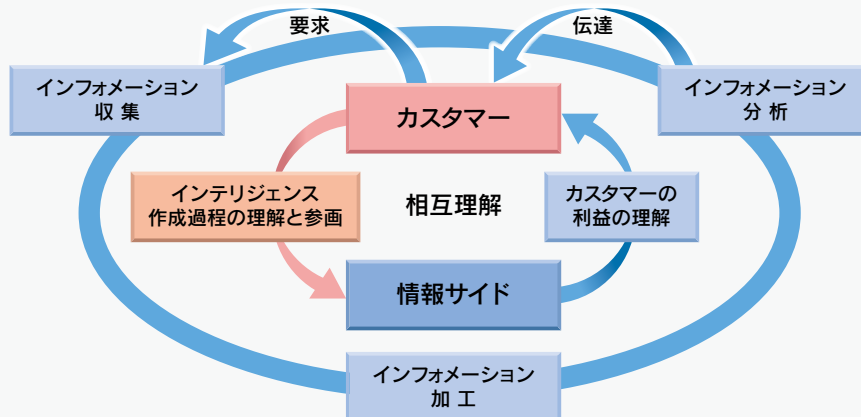 要求
伝達
インフォメーション
収 集
インフォメーション
分 析
カスタマー
インテリジェンス
作成過程の理解と参画
相互理解
カスタマーの
利益の理解
情報サイド
インフォメーション
加 工